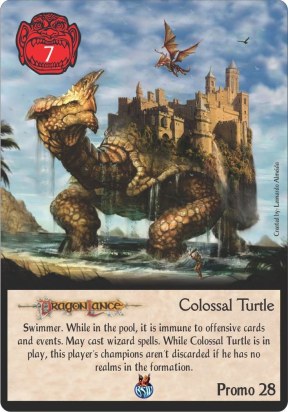 7
Created by Leonardo Almeida
DRAGONLANCE
Colossal Turtle
Swimmer. While in the pool, it is immune to offensive cards
and events. May cast wizard spells. While Colossal Turtle is in
play, this player's champions aren't discarded if he has no
realms in the formation.
Promo 28